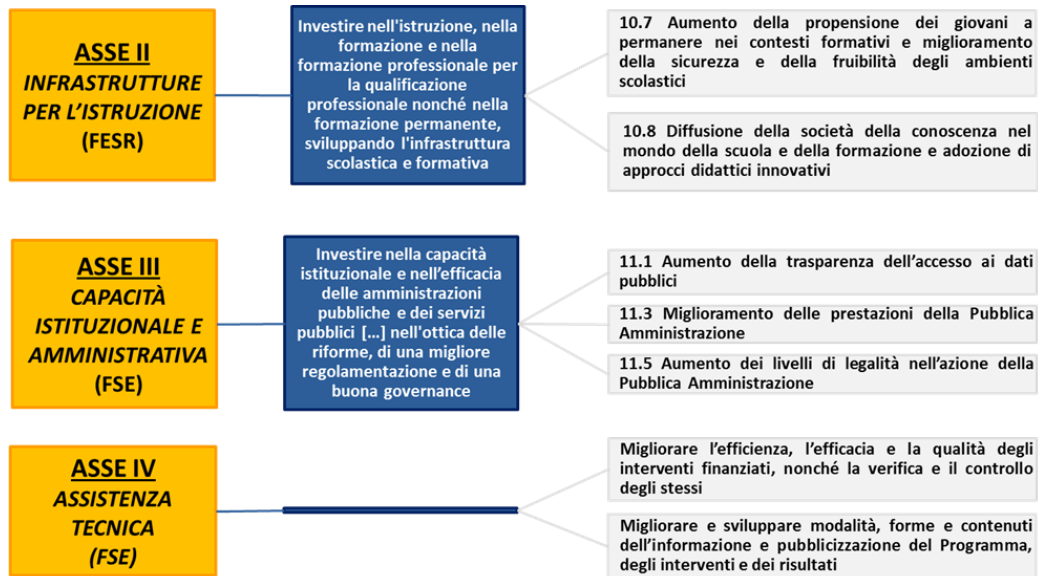 ASSE II
INFRASTRUTTURE
PER L'ISTRUZIONE
(FESR)
Investire nell'istruzione, nella
formazione e nella
formazione professionale per
la qualificazione
professionale nonché nella
formazione permanente,
sviluppando l'infrastruttura
scolastica e formativa
10.7 Aumento della propensione dei giovani a
permanere nei contesti formativi e miglioramento
della sicurezza e della fruibilità degli ambienti
scolastici
10.8 Diffusione della società della conoscenza nel
mondo della scuola e della formazione e adozione di
approcci didattici innovativi
ASSE III
CAPACITÀ
ISTITUZIONALE E
AMMINISTRATIVA
(FSE)
Investire nella capacità
istituzionale e nell’efficacia
delle amministrazioni
pubbliche e dei servizi
pubblici [...] nell'ottica delle
riforme, di una migliore
regolamentazione e di una
buona governance
11.1 Aumento della trasparenza dell’accesso ai dati
pubblici
11.3 Miglioramento delle prestazioni della Pubblica
Amministrazione
11.5 Aumento dei livelli di legalità nell’azione della
Pubblica Amministrazione
ASSE IV
ASSISTENZA
TECNICA
(FSE)
Migliorare l’efficienza, l’efficacia e la qualità degli
interventi finanziati, nonché la verifica e il controllo
degli stessi
Migliorare e sviluppare modalità, forme e contenuti
dell’informazione e pubblicizzazione del Programma,
degli interventi e dei risultati